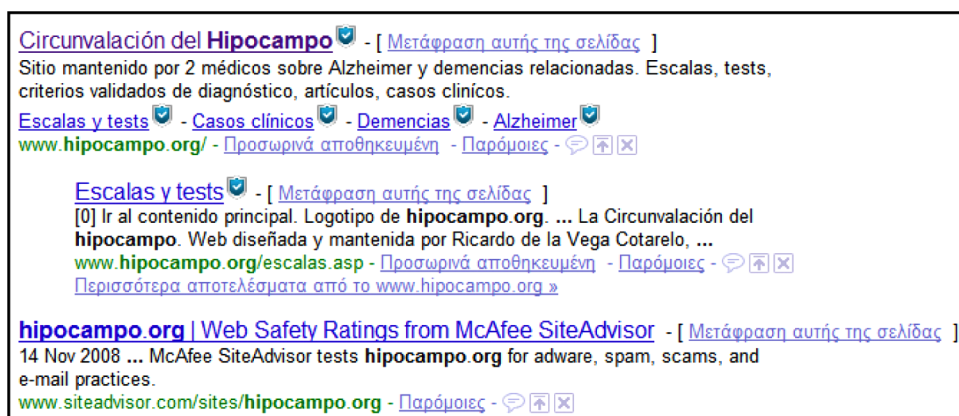 Circunvalación del Hipocampo - [ Μετάφραση αυτής της σελίδας ]
Sitio mantenido por 2 médicos sobre Alzheimer y demencias relacionadas. Escalas, tests,
criterios validados de diagnóstico, artículos, casos clinícos.
Escalas y tests - Casos clínicos - Demencias - Alzheimer
www.hipocampo.org/ - Προσωρινά αποθηκευμένη - Παρόμοιες -
Escalas y tests - [ Μετάφραση αυτής της σελίδας ]
[0] Ir al contenido principal. Logotipo de hipocampo.org. ... La Circunvalación del
hipocampo. Web diseñada y mantenida por Ricardo de la Vega Cotarelo, ...
www.hipocampo.org/escalas.asp - Προσωρινά αποθηκευμένη - Παρόμοιες -
Περισσότερα αποτελέσματα από το www.hipocampo.org »
hipocampo.org | Web Safety Ratings from McAfee SiteAdvisor - [ Μετάφραση αυτής της σελίδας ]
14 Nov 2008 ... McAfee SiteAdvisor tests hipocampo.org for adware, spam, scams, and
e-mail practices.
www.siteadvisor.com/sites/hipocampo.org - Παρόμοιες -